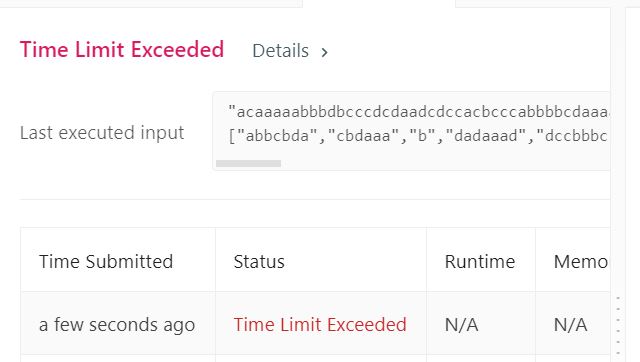 Time Limit Exceeded Details >
"acaaaaabbbdbcccdcdaadcdccacbcccabbbbcdaaa
Last executed input
["abbcbda","cbdaaa","b","dadaaad","dccbbbc
Time Submitted Status Runtime Memo
a few seconds ago Time Limit Exceeded N/A N/A